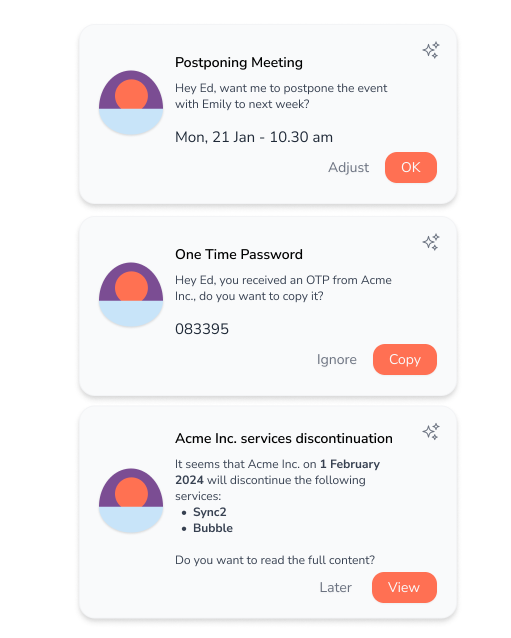 Postponing Meeting
Hey Ed, want me to postpone the event
with Emily to next week?
Mon, 21 Jan - 10.30 am
Adjust OK
One Time Password
Hey Ed, you received an OTP from Acme
Inc., do you want to copy it?
083395
Ignore Copy
Acme Inc. services discontinuation
It seems that Acme Inc. on 1 February
2024 will discontinue the following
services:
• Sync2
• Bubble
Do you want to read the full content?
Later View